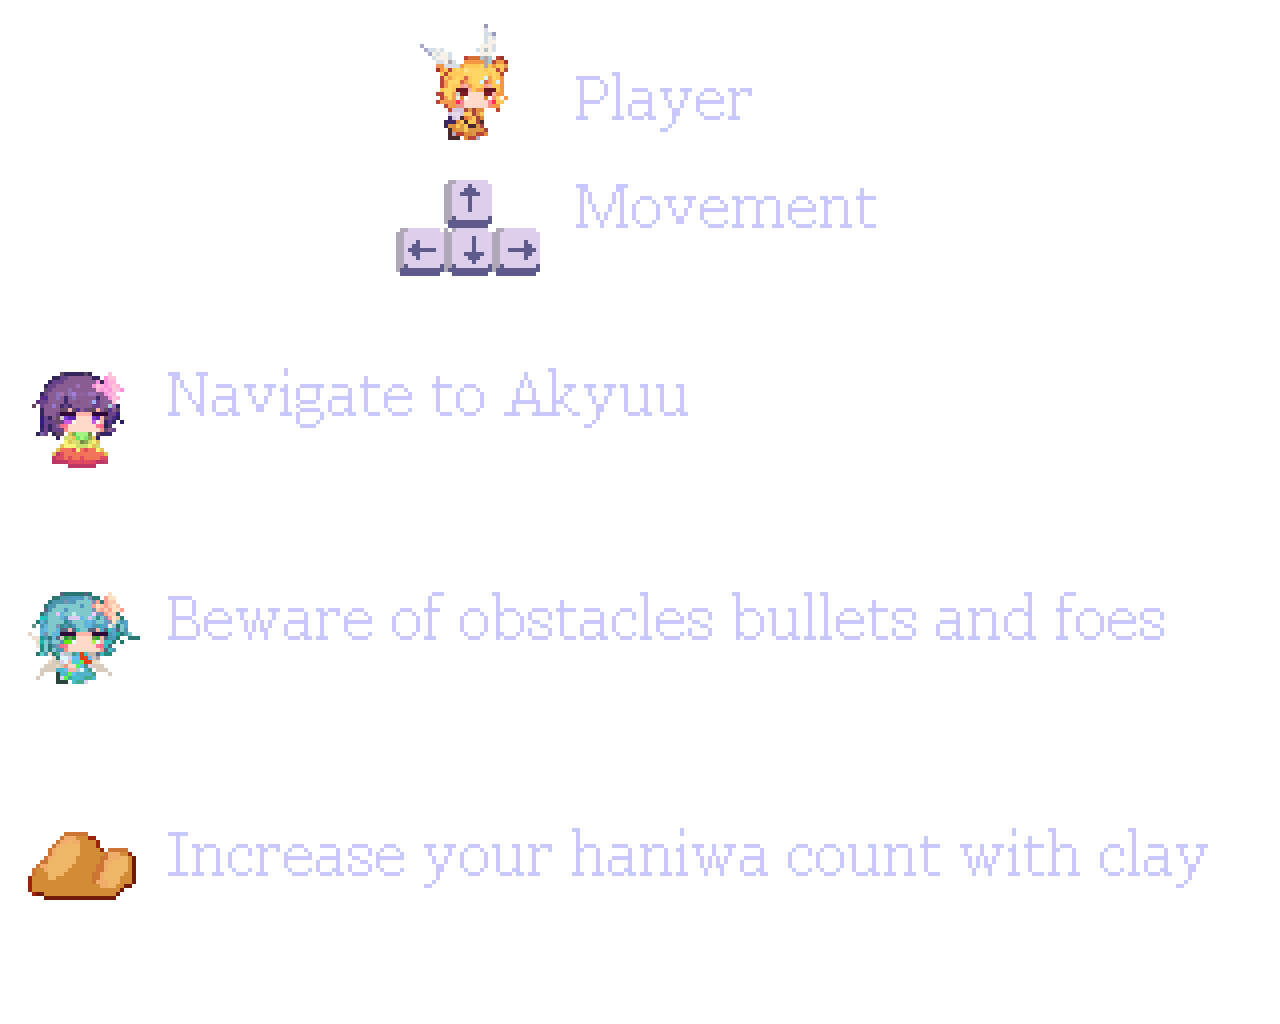 Player
Movement
Navigate to Akyuu
Beware of obstacles bullets and foes
Increase your haniwa count with clay